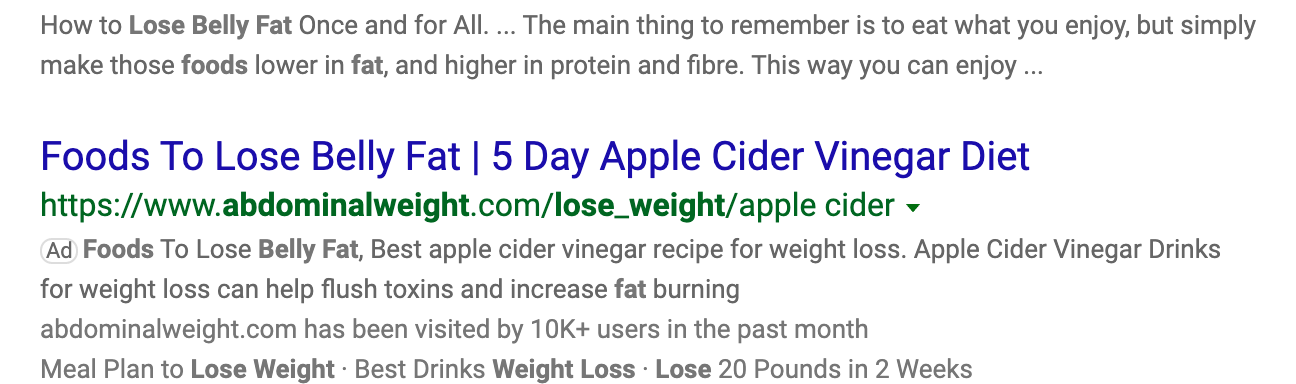 How to Lose Belly Fat Once and for All. ... The main thing to remember is to eat what you enjoy, but simply
make those foods lower in fat, and higher in protein and fibre. This way you can enjoy ...
Foods To Lose Belly Fat | 5 Day Apple Cider Vinegar Diet
https://www.abdominalweight.com/lose_weight/apple cider
Ad Foods To Lose Belly Fat, Best apple cider vinegar recipe for weight loss. Apple Cider Vinegar Drinks
for weight loss can help flush toxins and increase fat burning
abdominalweight.com has been visited by 10K+ users in the past month
Meal Plan to Lose Weight · Best Drinks Weight Loss · Lose 20 Pounds in 2 Weeks